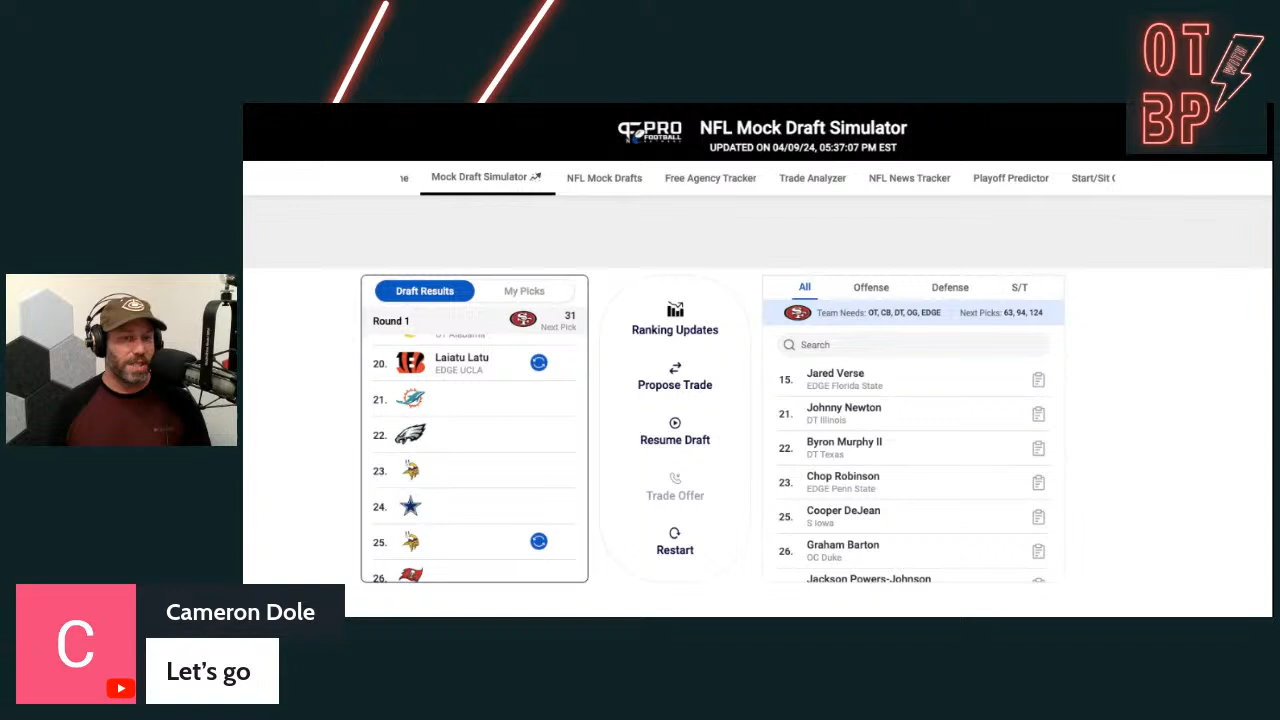 OT
WITH
BP
PRO
FOOTBALL
NETWORK
NFL Mock Draft Simulator
UPDATED ON 04/09/24, 05:37:07 PM EST
Mock Draft Simulator
NFL Mock Drafts
Free Agency Tracker
Trade Analyzer
NFL News Tracker
Playoff Predictor
Start/Sit
Draft Results
My Picks
Round 1
31
Next Pick
OT Alabama
20.
Laiatu Latu
EDGE UCLA
21.
22.
23.
24.
25.
26.
Ranking Updates
Propose Trade
Resume Draft
Trade Offer
Restart
All
Offense
Defense
S/T
Team Needs: OT, CB, DT, OG, EDGE
Next Picks: 63, 94, 124
Search
15.
Jared Verse
EDGE Florida State
21.
Johnny Newton
DT Illinois
22.
Byron Murphy II
DT Texas
23.
Chop Robinson
EDGE Penn State
25.
Cooper DeJean
S Iowa
26.
Graham Barton
OC Duke
Jackson Powers-Johnson
C
Cameron Dole
Let's go